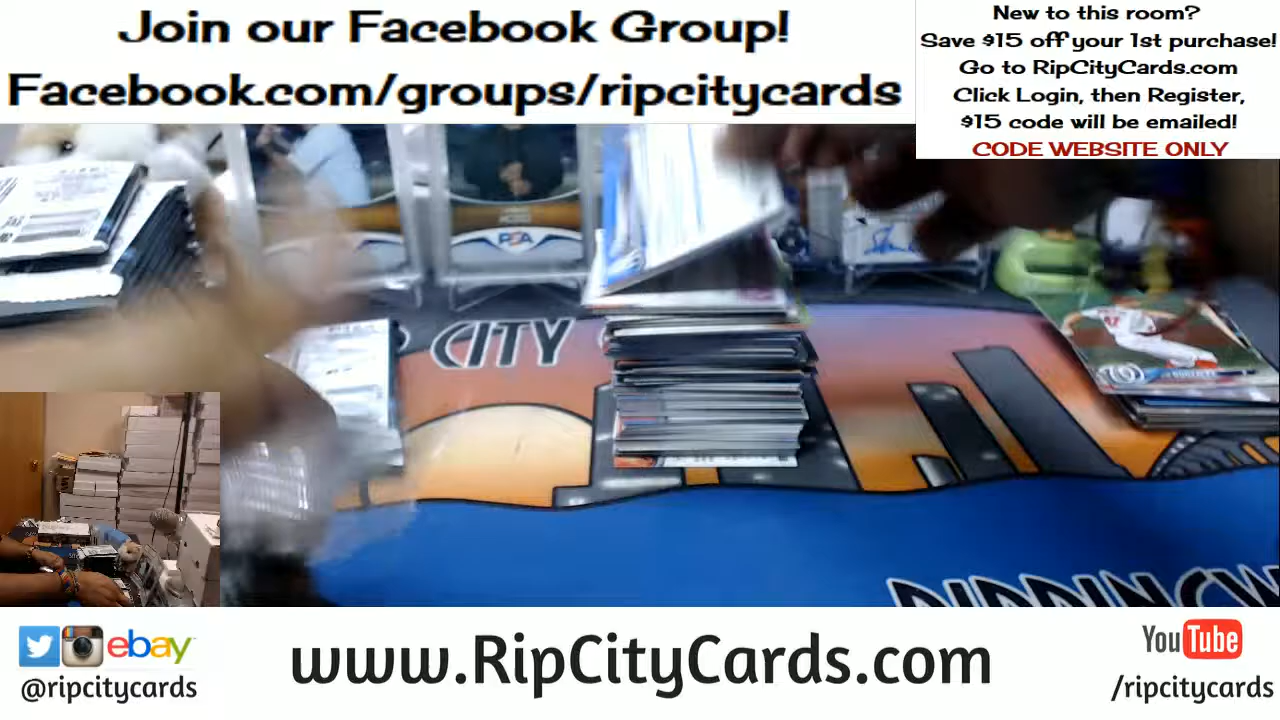 Join our Facebook Group!
Facebook.com/groups/ripcitycards
New to this room?
Save $15 off your 1st purchase!
Go to RipCityCards.com
Click Login, then Register,
$15 code will be emailed!
CODE WEBSITE ONLY
PSA
CITY
ebay
@ripcitycards
www.RipCityCards.com
YouTube
/ripcitycards